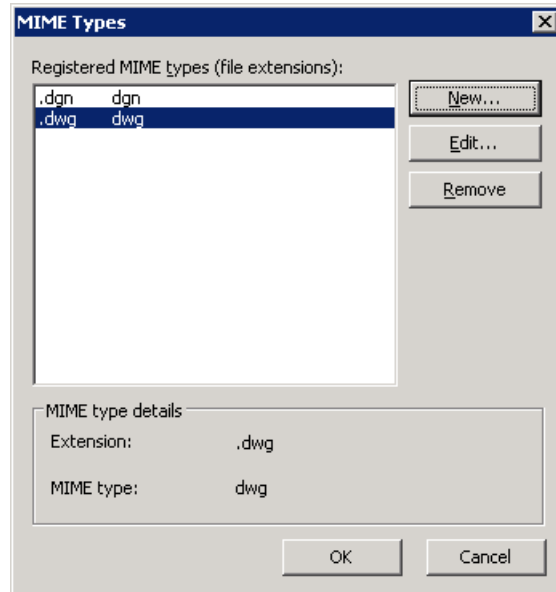 MIME Types
Registered MIME types (file extensions):
.dgn dgn
.dwg dwg
New...
Edit...
Remove
MIME type details
Extension: .dwg
MIME type: dwg
OK Cancel